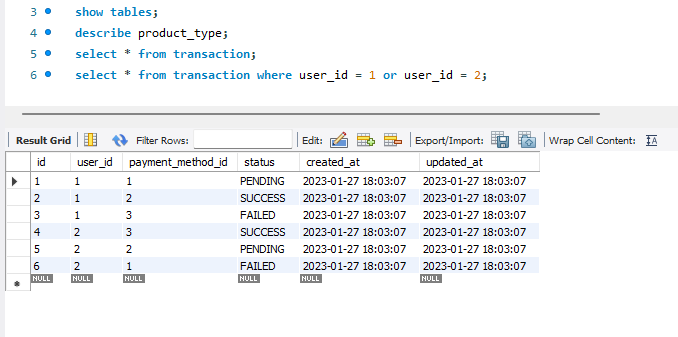 3 show tables;
4 describe product_type;
5 select * from transaction;
6 select * from transaction where user_id = 1 or user_id = 2;
Result Grid Filter Rows: Edit: Export/Import: Wrap Cell Content: IA
id user_id payment_method_id status created_at updated_at
1 1 1 PENDING 2023-01-27 18:03:07 2023-01-27 18:03:07
2 1 2 SUCCESS 2023-01-27 18:03:07 2023-01-27 18:03:07
3 1 3 FAILED 2023-01-27 18:03:07 2023-01-27 18:03:07
4 2 3 SUCCESS 2023-01-27 18:03:07 2023-01-27 18:03:07
5 2 2 PENDING 2023-01-27 18:03:07 2023-01-27 18:03:07
6 2 1 FAILED 2023-01-27 18:03:07 2023-01-27 18:03:07
NULL NULL NULL NULL NULL NULL